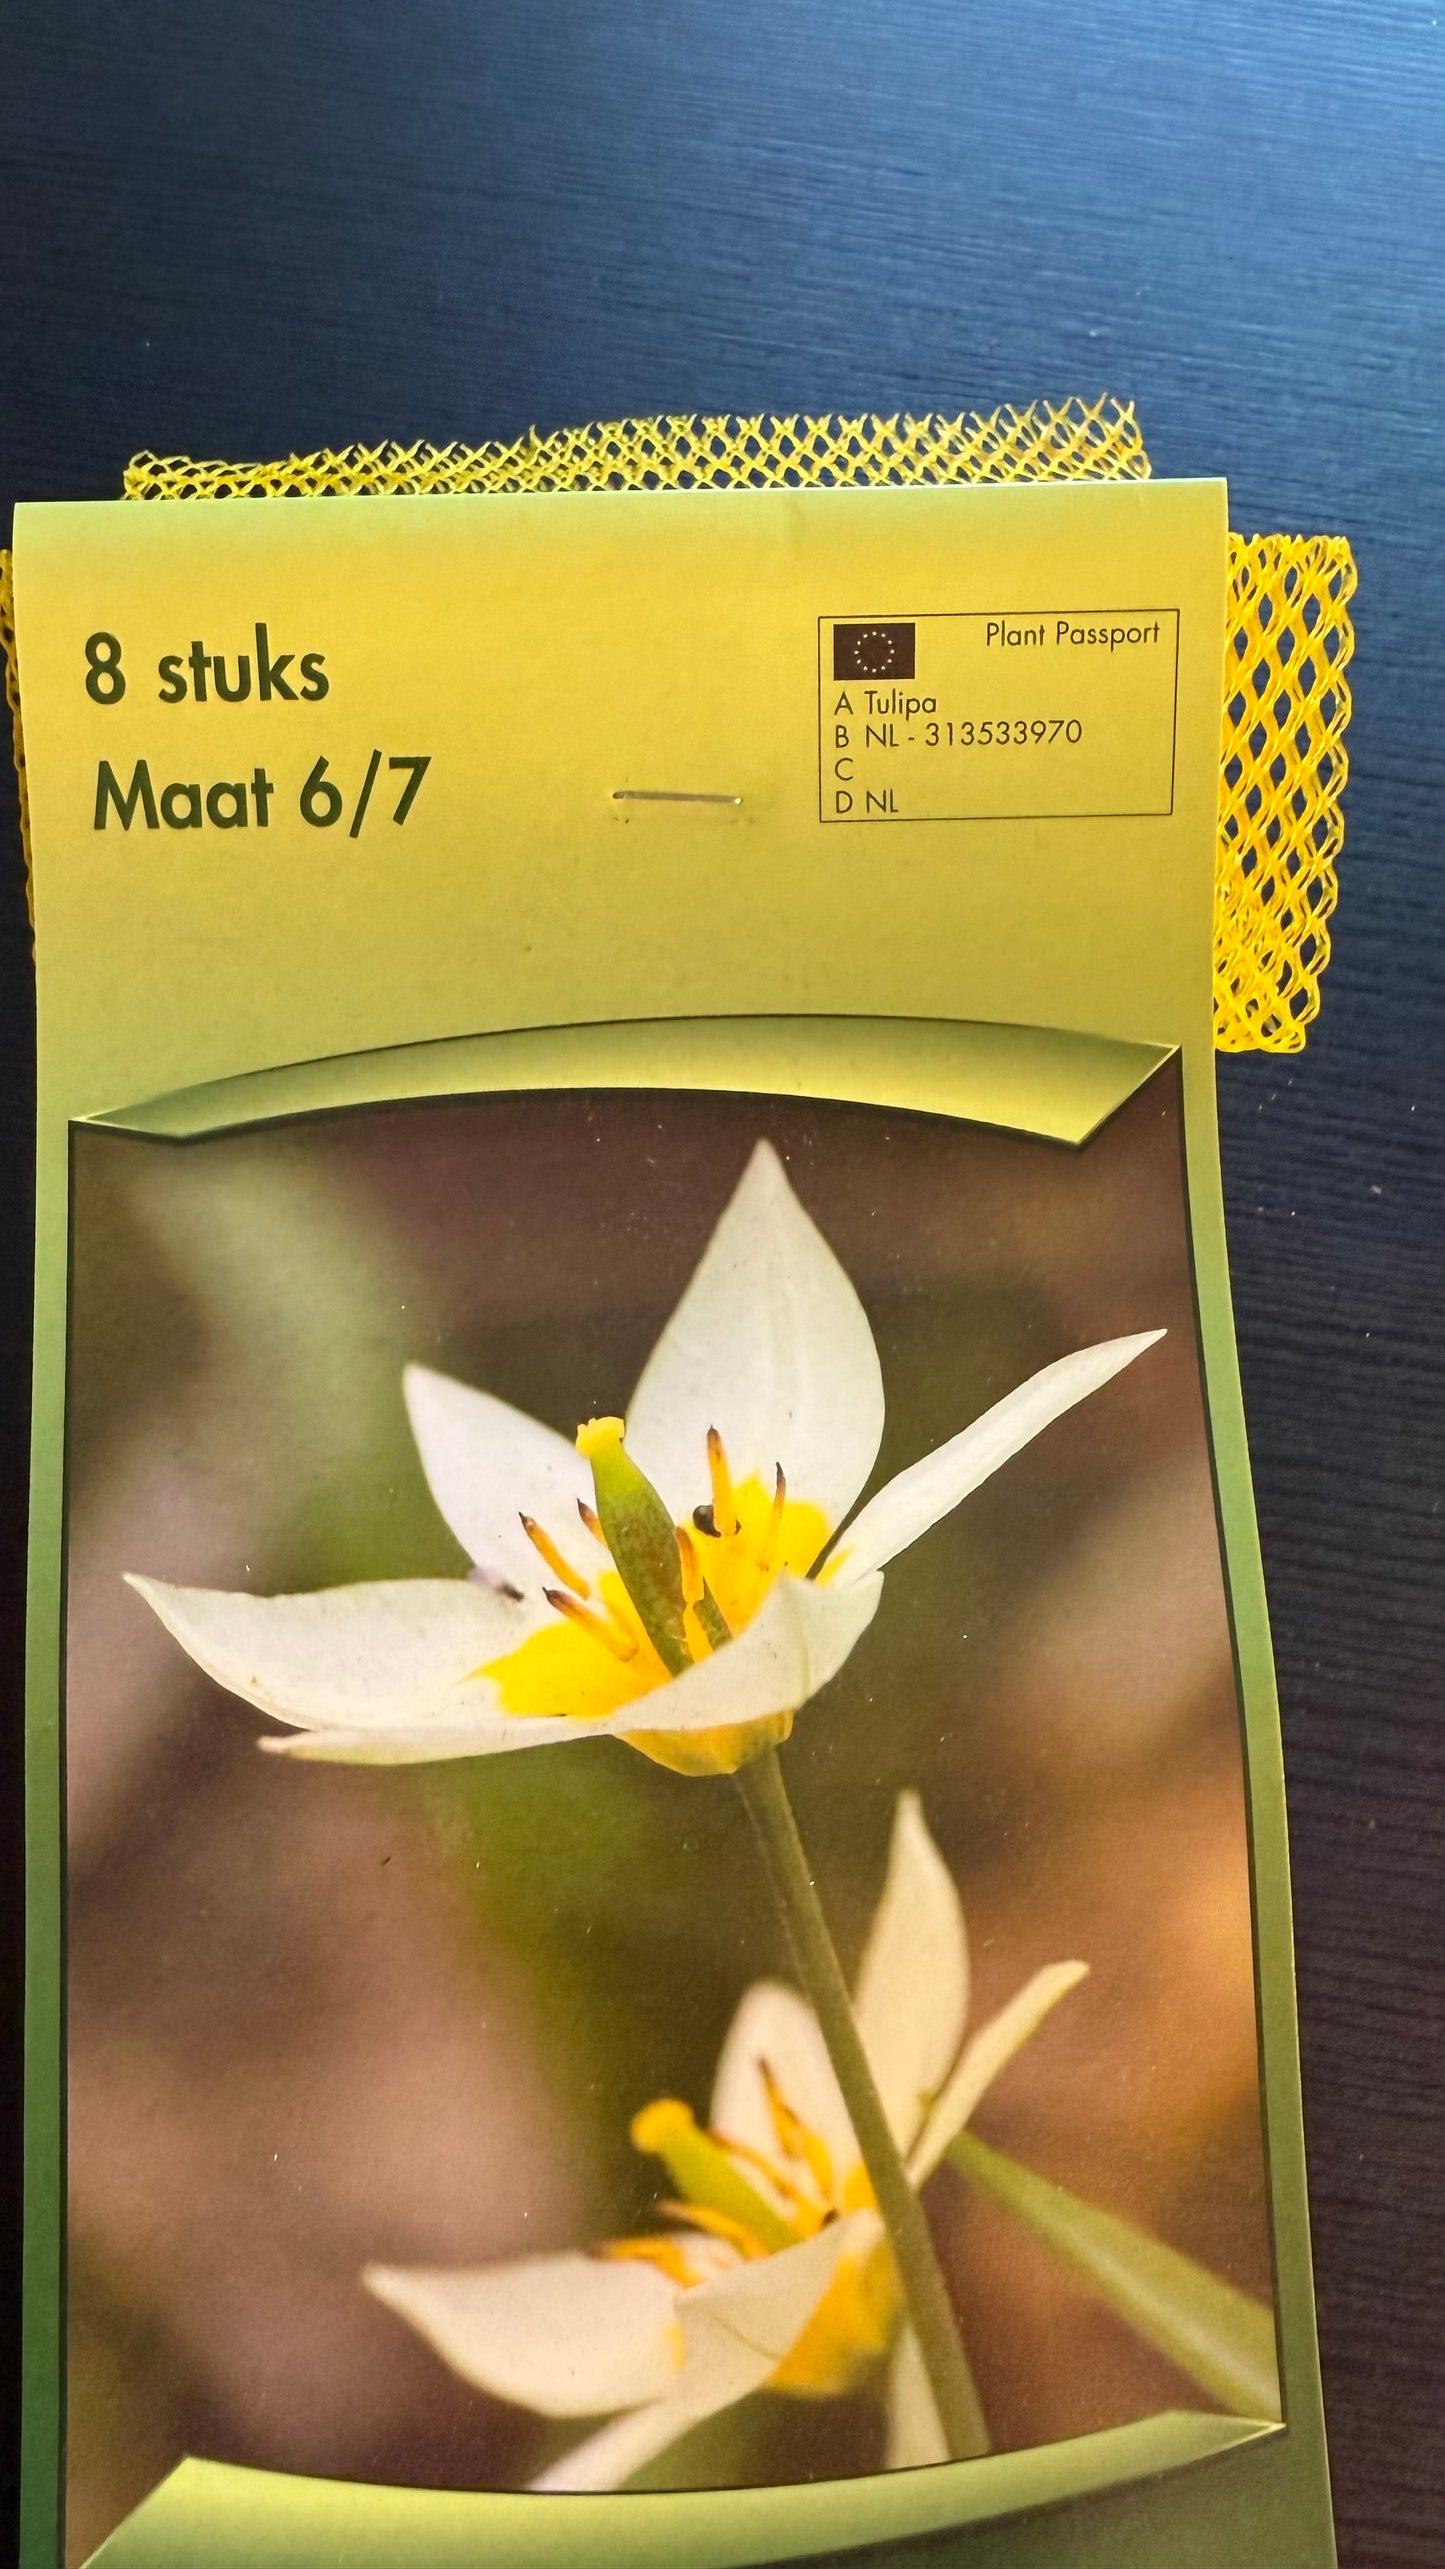 8 stuks
Maat 6/7
Plant Passport
A Tulipa
B NL - 313533970
C
D NL